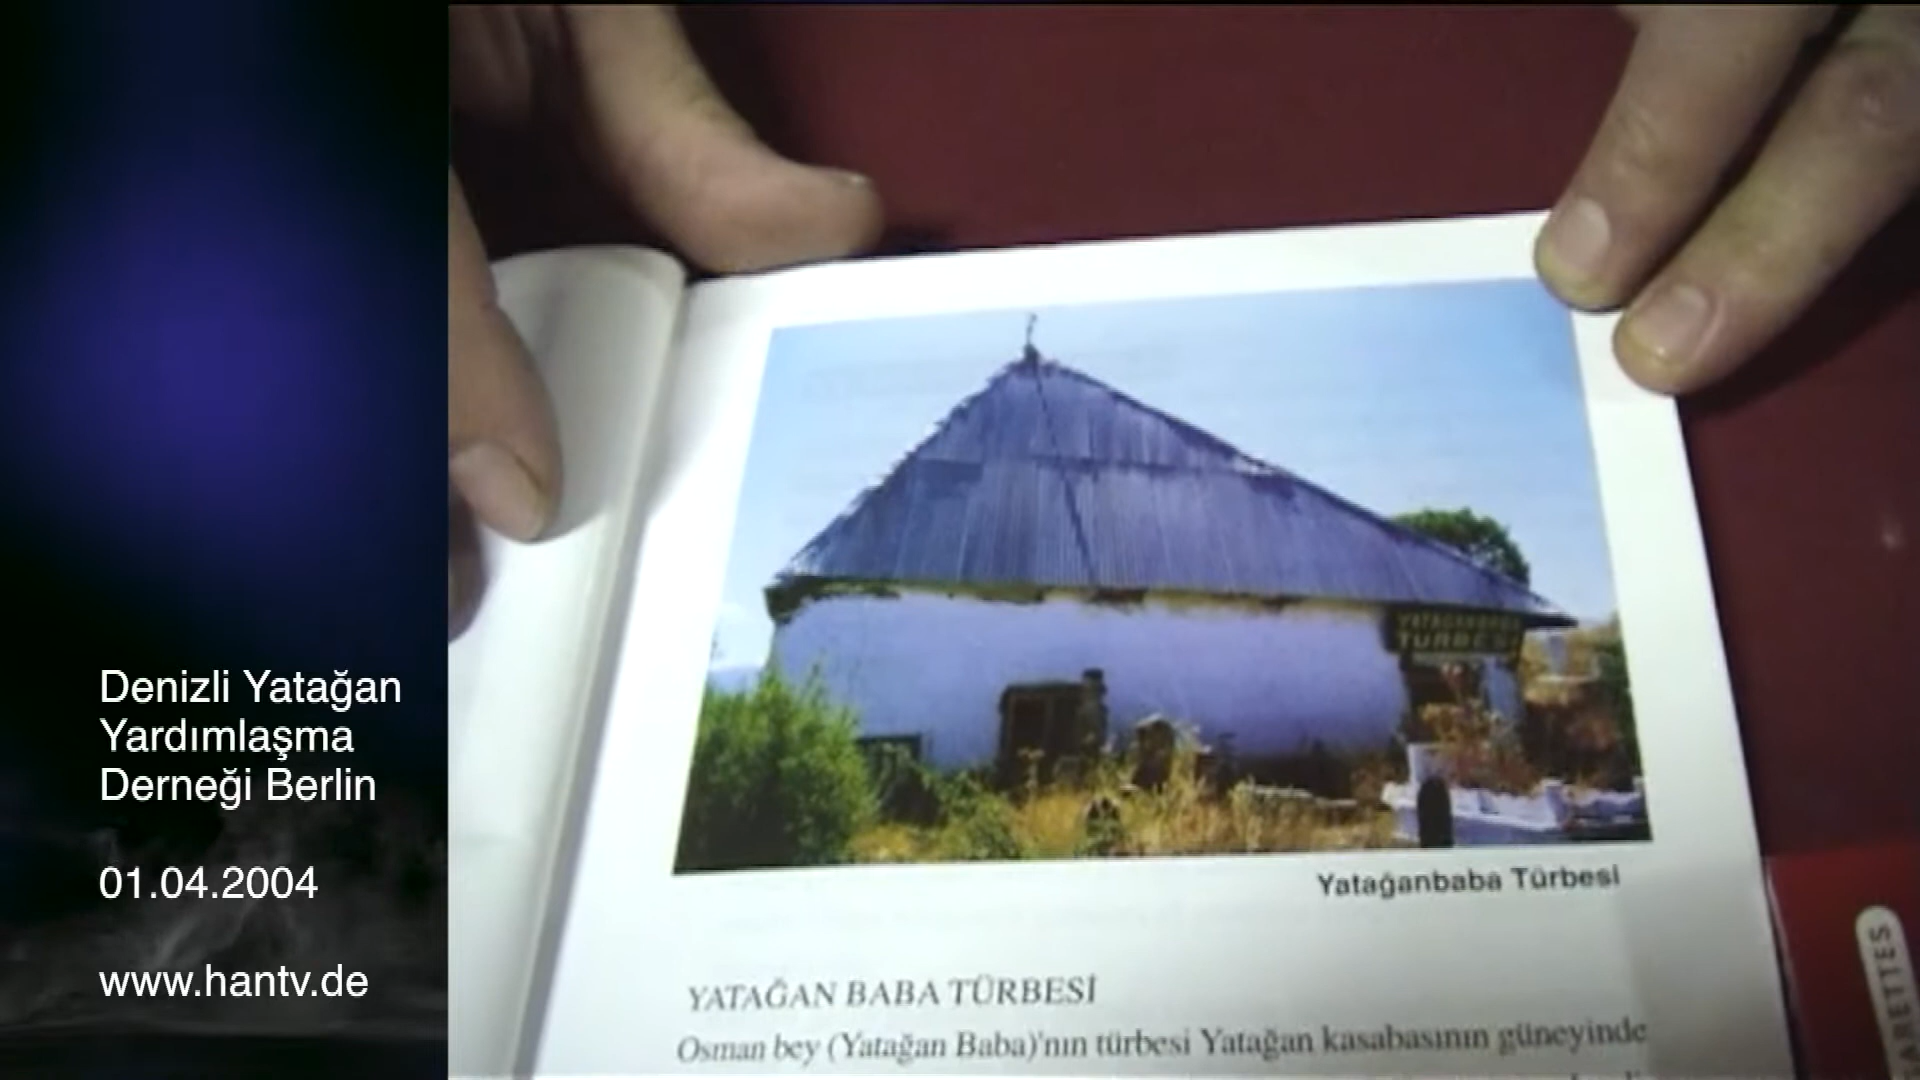 Denizli Yatağan
Yardımlaşma
Derneği Berlin
01.04.2004
www.hantv.de
YATAĞANBABA
TÜRBESİ
Yatağanbaba Türbesi
YATAĞAN BABA TÜRBESİ
Osman bey (Yatağan Baba)'nın türbesi Yatağan kasabasının güneyinde